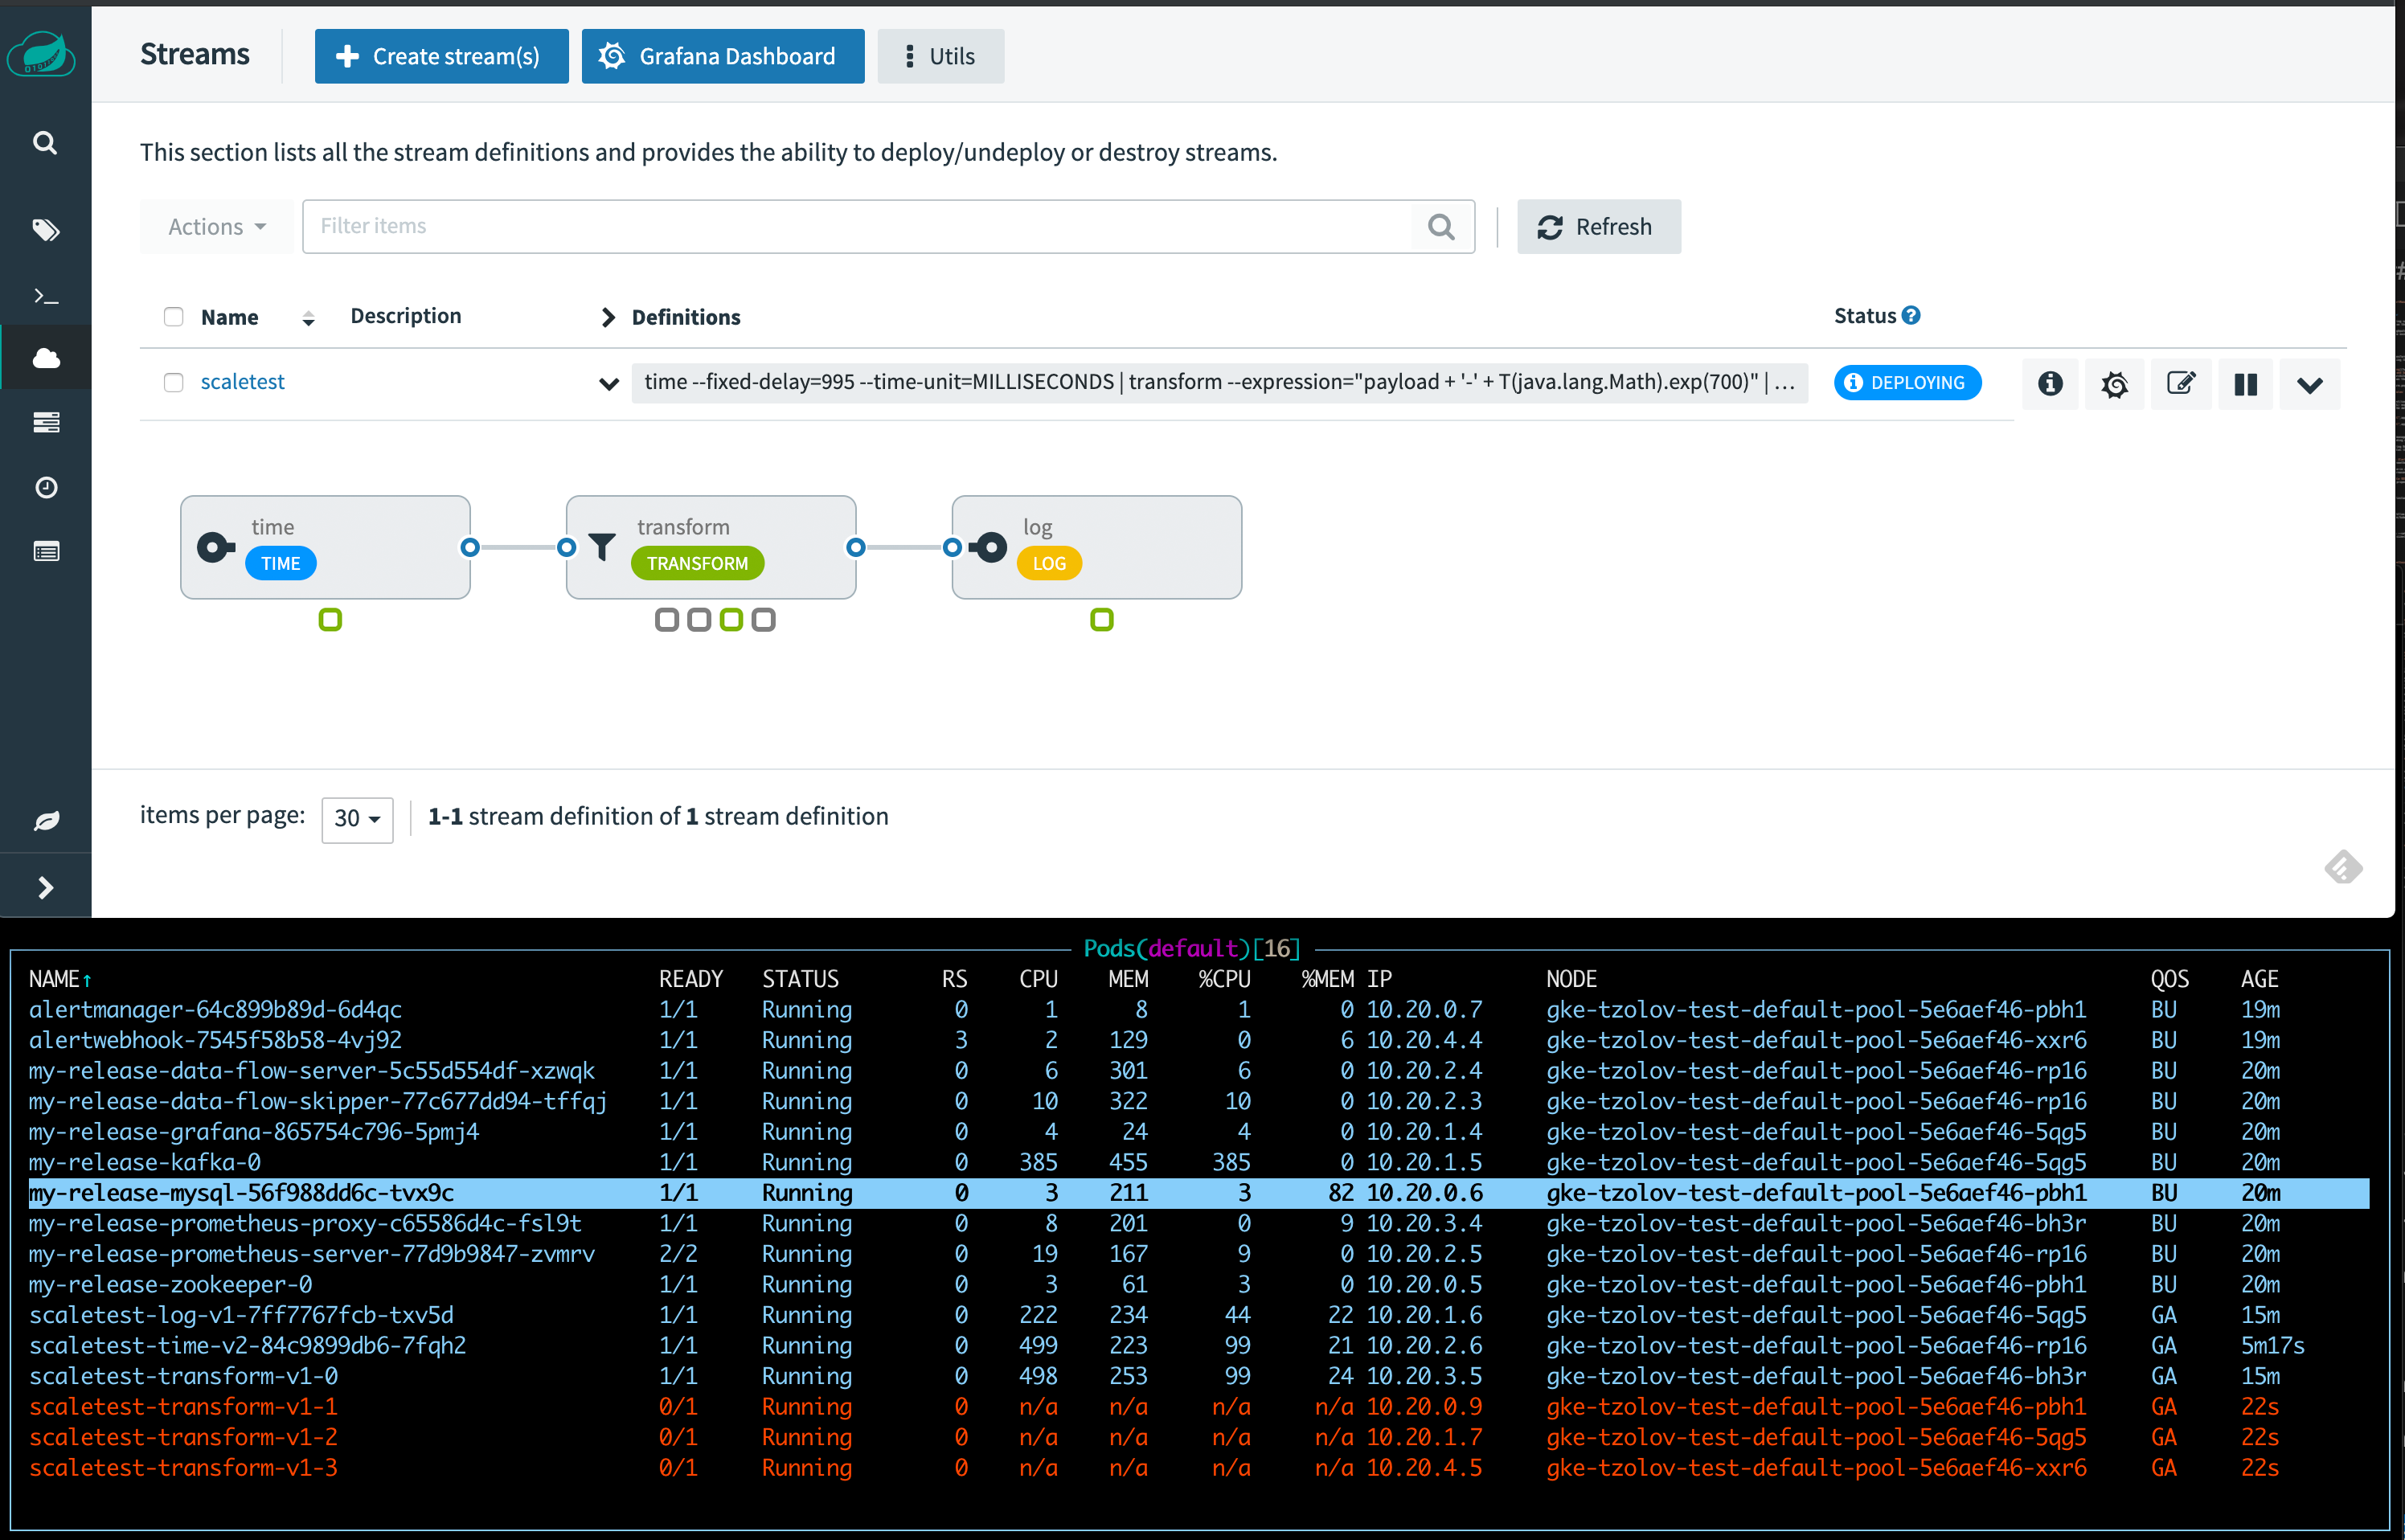 Streams
Create stream(s)
Grafana Dashboard
Utils
This section lists all the stream definitions and provides the ability to deploy/undeploy or destroy streams.
Actions
Filter items
Refresh
Name Description Definitions Status
scaletest time --fixed-delay=995 --time-unit=MILLISECONDS | transform --expression="payload + '-' + T(java.lang.Math).exp(700)" | ... DEPLOYING
time
TIME
transform
TRANSFORM
log
LOG
items per page: 30 1-1 stream definition of 1 stream definition
Pods(default)[16]
NAME↑ READY STATUS RS CPU MEM %CPU %MEM IP NODE QOS AGE
alertmanager-64c899b89d-6d4qc 1/1 Running 0 1 8 1 0 10.20.0.7 gke-tzolov-test-default-pool-5e6aef46-pbh1 BU 19m
alertwebhook-7545f58b58-4vj92 1/1 Running 3 2 129 0 6 10.20.4.4 gke-tzolov-test-default-pool-5e6aef46-xxr6 BU 19m
my-release-data-flow-server-5c55d554df-xzwqk 1/1 Running 0 6 301 6 0 10.20.2.4 gke-tzolov-test-default-pool-5e6aef46-rp16 BU 20m
my-release-data-flow-skipper-77c677dd94-tffqj 1/1 Running 0 10 322 10 0 10.20.2.3 gke-tzolov-test-default-pool-5e6aef46-rp16 BU 20m
my-release-grafana-865754c796-5pmj4 1/1 Running 0 4 24 4 0 10.20.1.4 gke-tzolov-test-default-pool-5e6aef46-5qg5 BU 20m
my-release-kafka-0 1/1 Running 0 385 455 385 0 10.20.1.5 gke-tzolov-test-default-pool-5e6aef46-5qg5 BU 20m
my-release-mysql-56f988dd6c-tvx9c 1/1 Running 0 3 211 3 82 10.20.0.6 gke-tzolov-test-default-pool-5e6aef46-pbh1 BU 20m
my-release-prometheus-proxy-c65586d4c-fsl9t 1/1 Running 0 8 201 0 9 10.20.3.4 gke-tzolov-test-default-pool-5e6aef46-bh3r BU 20m
my-release-prometheus-server-77d9b9847-zvmrv 2/2 Running 0 19 167 9 0 10.20.2.5 gke-tzolov-test-default-pool-5e6aef46-rp16 BU 20m
my-release-zookeeper-0 1/1 Running 0 3 61 3 0 10.20.0.5 gke-tzolov-test-default-pool-5e6aef46-pbh1 BU 20m
scaletest-log-v1-7ff7767fcb-txv5d 1/1 Running 0 222 234 44 22 10.20.1.6 gke-tzolov-test-default-pool-5e6aef46-5qg5 GA 15m
scaletest-time-v2-84c9899db6-7fqh2 1/1 Running 0 499 223 99 21 10.20.2.6 gke-tzolov-test-default-pool-5e6aef46-rp16 GA 5m17s
scaletest-transform-v1-0 1/1 Running 0 498 253 99 24 10.20.3.5 gke-tzolov-test-default-pool-5e6aef46-bh3r GA 15m
scaletest-transform-v1-1 0/1 Running 0 n/a n/a n/a n/a 10.20.0.9 gke-tzolov-test-default-pool-5e6aef46-pbh1 GA 22s
scaletest-transform-v1-2 0/1 Running 0 n/a n/a n/a n/a 10.20.1.7 gke-tzolov-test-default-pool-5e6aef46-5qg5 GA 22s
scaletest-transform-v1-3 0/1 Running 0 n/a n/a n/a n/a 10.20.4.5 gke-tzolov-test-default-pool-5e6aef46-xxr6 GA 22s